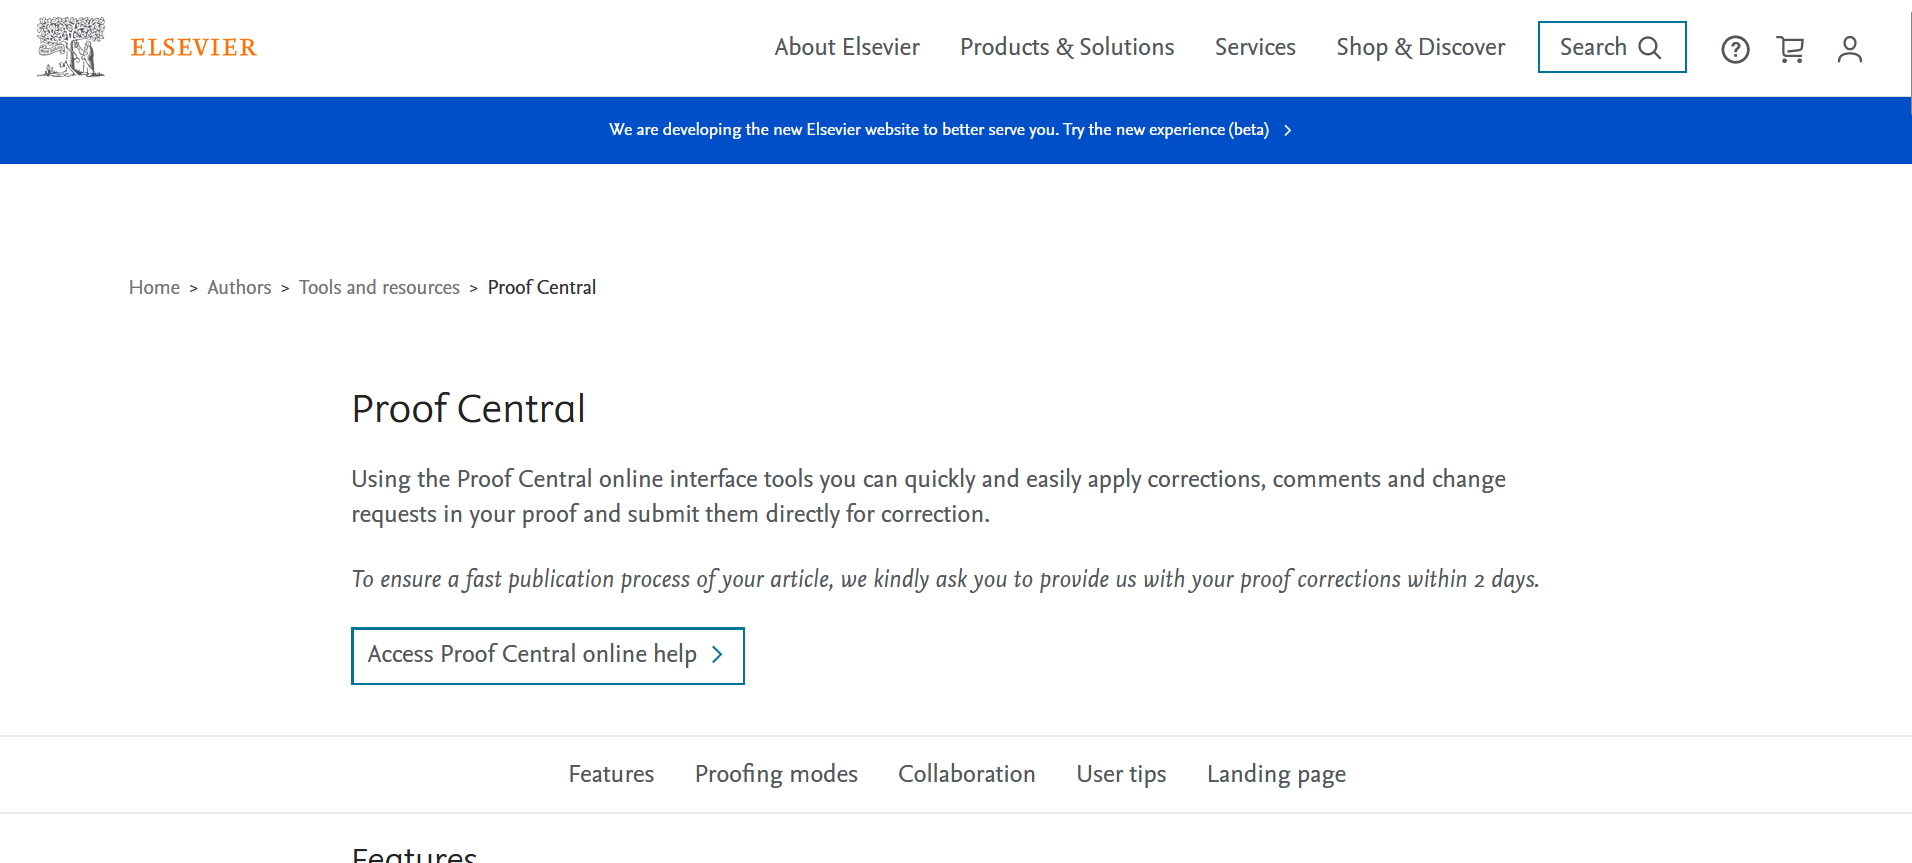 ELSEVIER
About Elsevier Products & Solutions Services Shop & Discover Search
We are developing the new Elsevier website to better serve you. Try the new experience (beta) >
Home > Authors > Tools and resources > Proof Central
Proof Central
Using the Proof Central online interface tools you can quickly and easily apply corrections, comments and change
requests in your proof and submit them directly for correction.
To ensure a fast publication process of your article, we kindly ask you to provide us with your proof corrections within 2 days.
Access Proof Central online help >
Features Proofing modes Collaboration User tips Landing page
Features